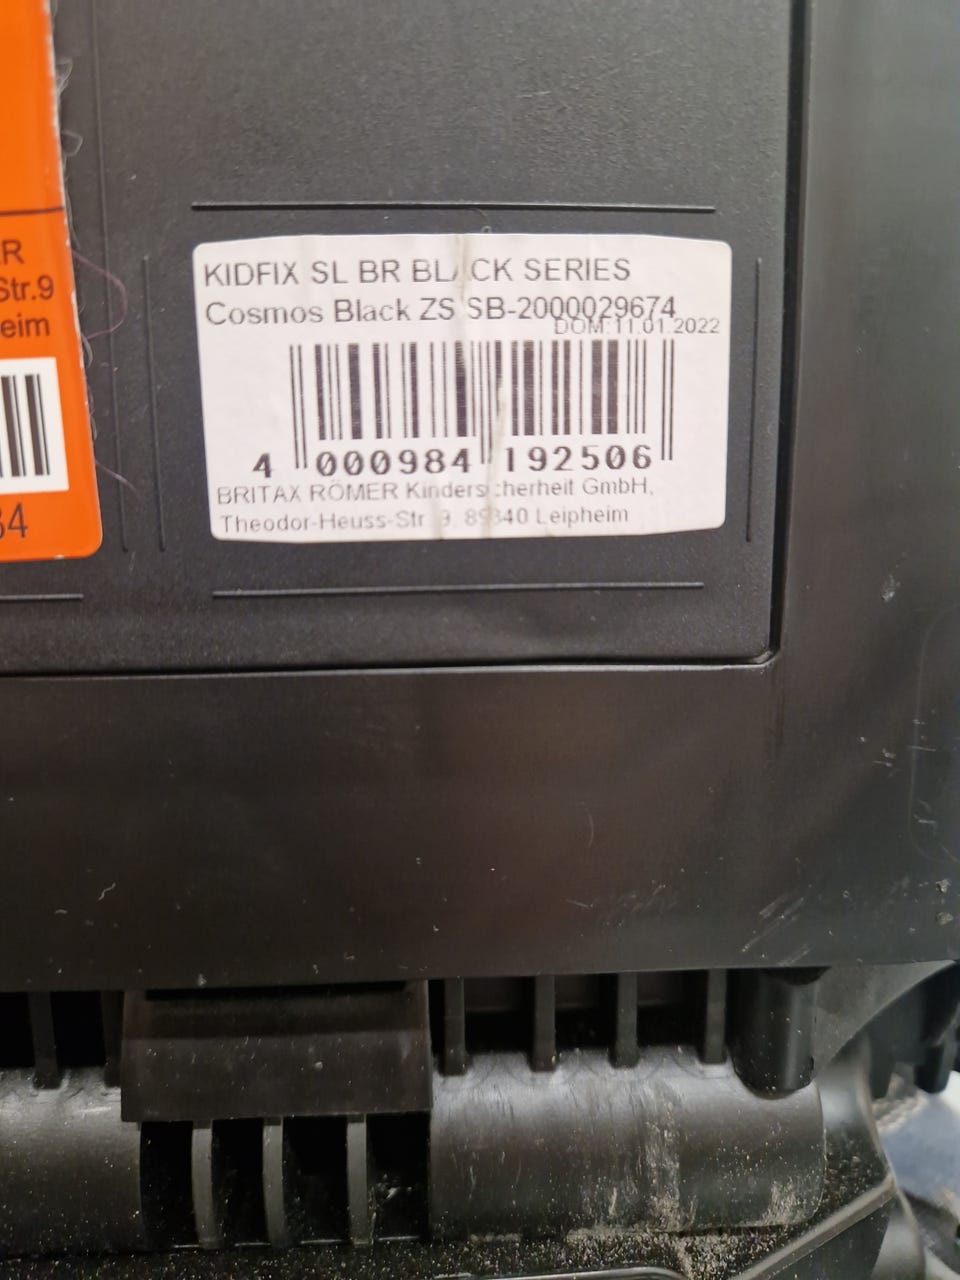 KIDFIX SL BR BLACK SERIES
Cosmos Black ZS SB-2000029674
DOM:11.01.2022
4 000984 192506
BRITAX RÖMER Kindersicherheit GmbH,
Theodor-Heuss-Str. 9, 89340 Leipheim
ER
Str.9
eim
34